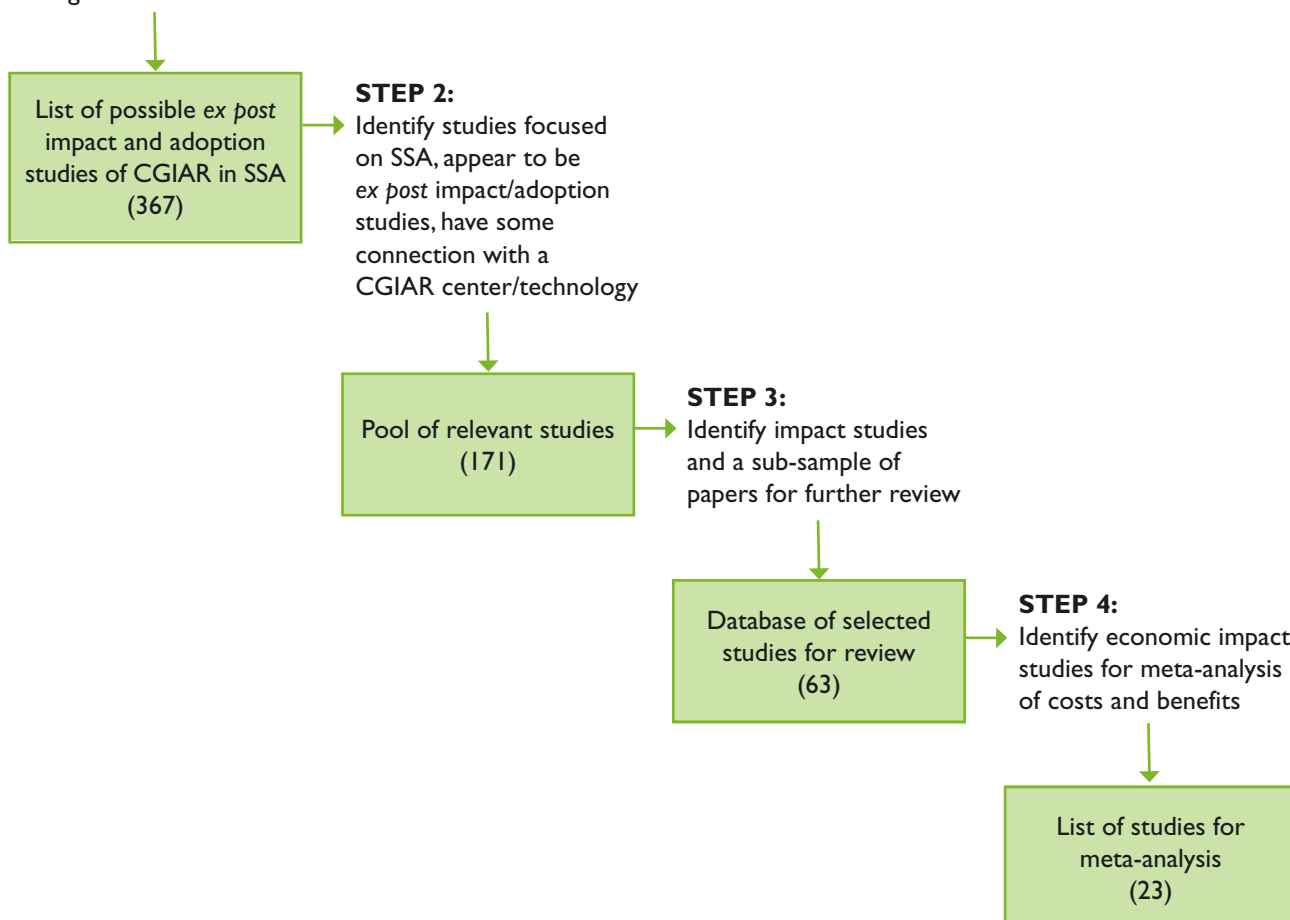 List of possible ex post
impact and adoption
studies of CGIAR in SSA
(367)
STEP 2:
Identify studies focused
on SSA, appear to be
ex post impact/adoption
studies, have some
connection with a
CGIAR center/technology
Pool of relevant studies
(171)
STEP 3:
Identify impact studies
and a sub-sample of
papers for further review
Database of selected
studies for review
(63)
STEP 4:
Identify economic impact
studies for meta-analysis
of costs and benefits
List of studies for
meta-analysis
(23)